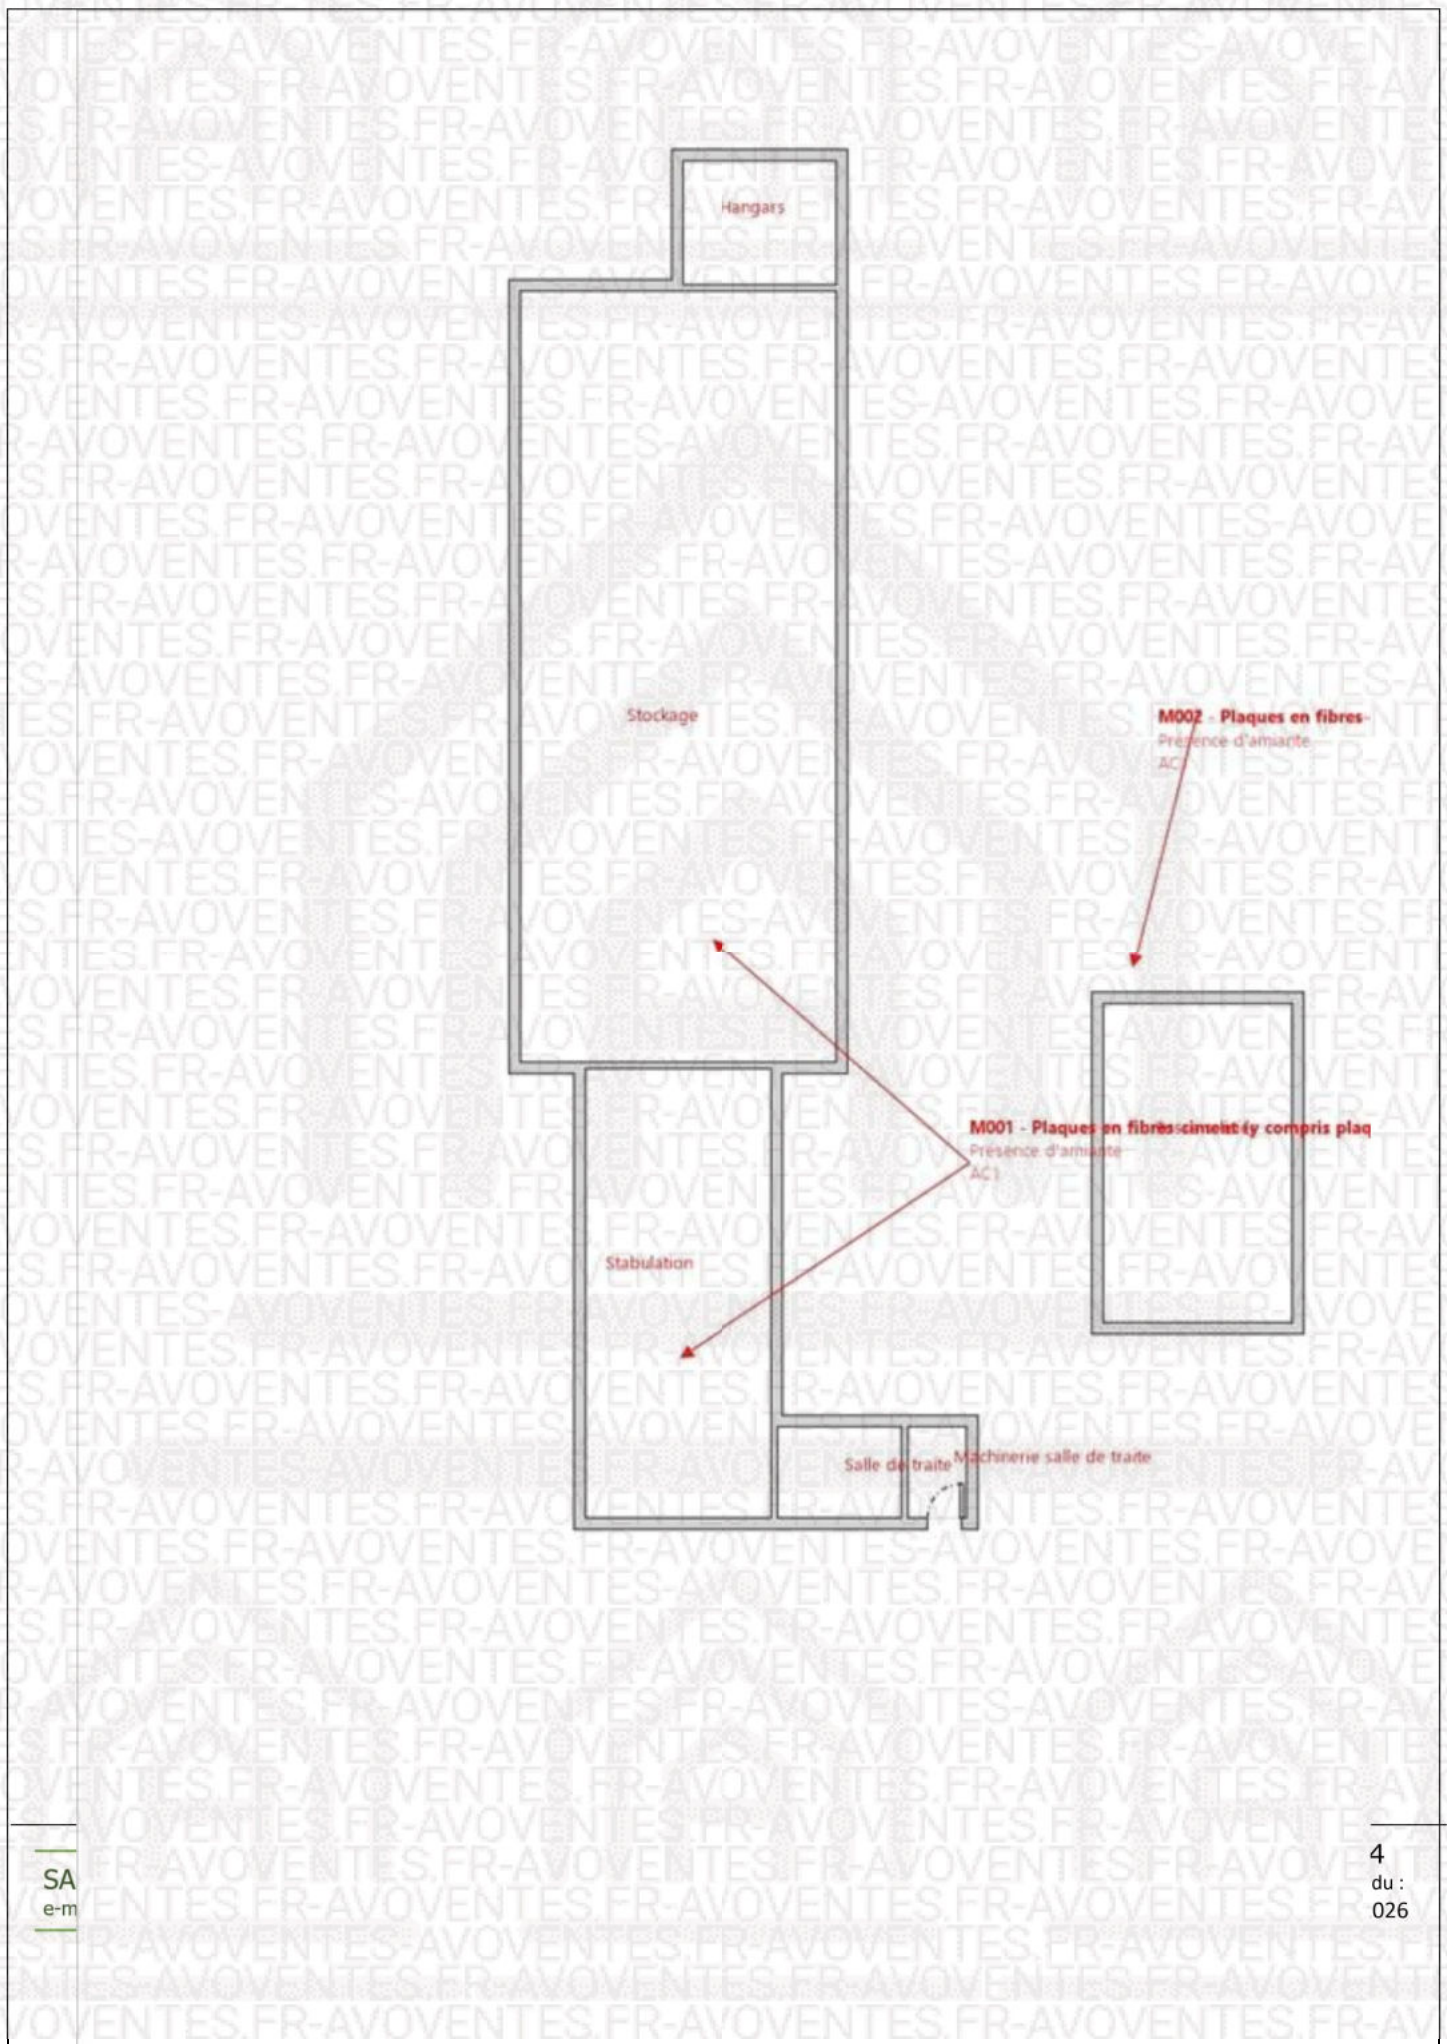 Hangars
Stockage
M002 - Plaques en fibres-
Présence d'amiante
AC
M001 - Plaques en fibres ciment (y compris plaq
Présence d'amiante
AC1
Stabulation
Salle de traite
Machinerie salle de traite
SA
e-m
4
du :
026